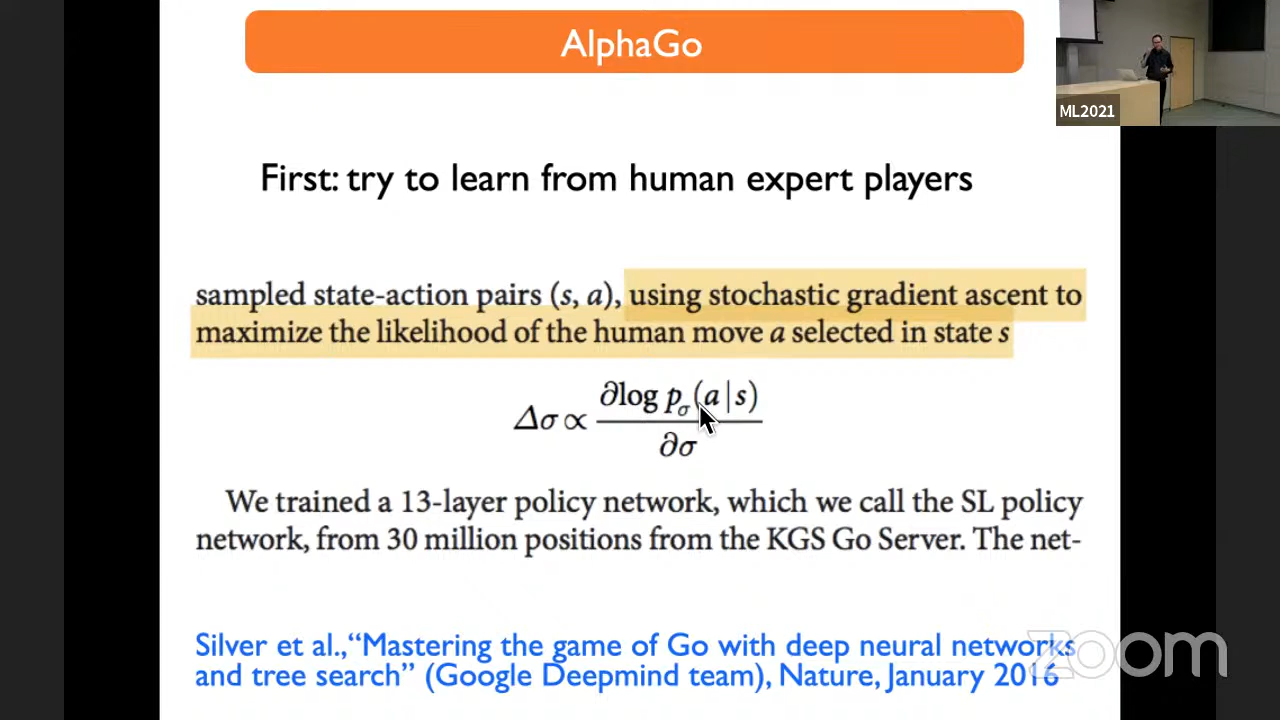 AlphaGo
ML2021
First: try to learn from human expert players
sampled state-action pairs (s, a), using stochastic gradient ascent to
maximize the likelihood of the human move a selected in state s
Δσ ∝ ∂log pσ(a|s) / ∂σ
We trained a 13-layer policy network, which we call the SL policy
network, from 30 million positions from the KGS Go Server. The net-
Silver et al., “Mastering the game of Go with deep neural networks
and tree search” (Google Deepmind team), Nature, January 2016
zoom